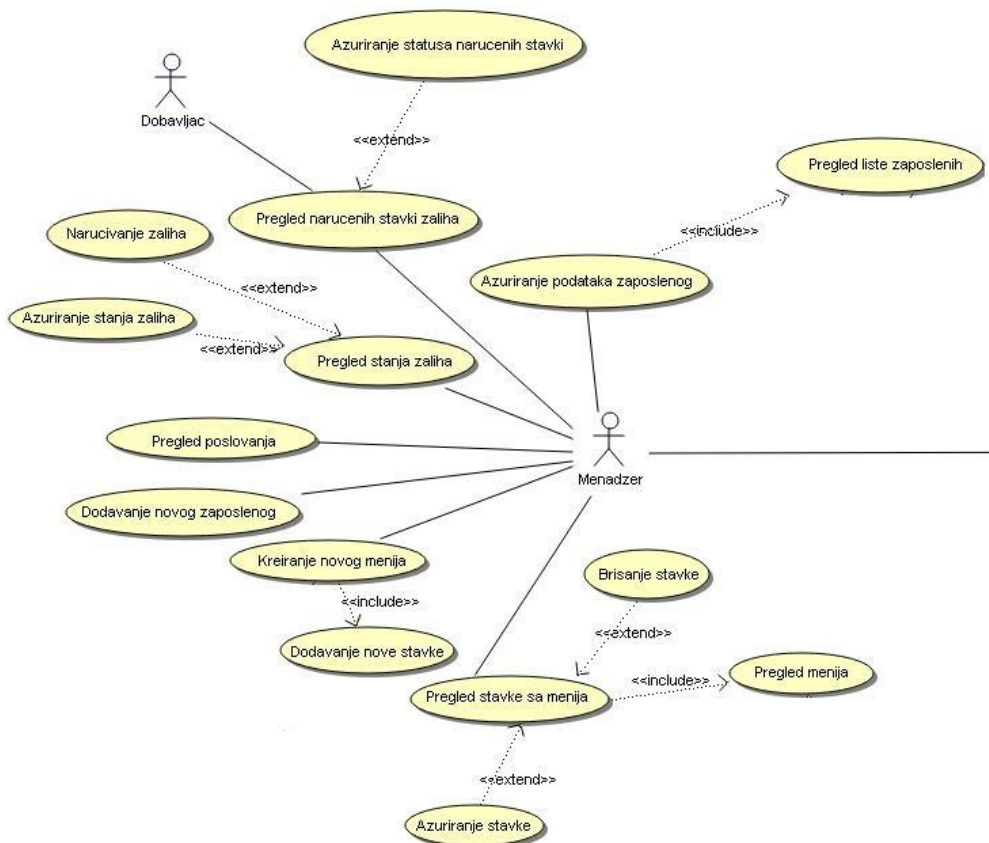 Azuriranje statusa narucenih stavki
Dobavljac
<<extend>>
Pregled liste zaposlenih
Pregled narucenih stavki zaliha
Narucivanje zaliha
<<include>>
Azuriranje podataka zaposlenog
<<extend>>
Azuriranje stanja zaliha
<<extend>>
Pregled stanja zaliha
Pregled poslovanja
Menadzer
Dodavanje novog zaposlenog
Kreiranje novog menija
Brisanje stavke
<<include>>
<<extend>>
Dodavanje nove stavke
Pregled menija
<<include>>
Pregled stavke sa menija
<<extend>>
Azuriranje stavke